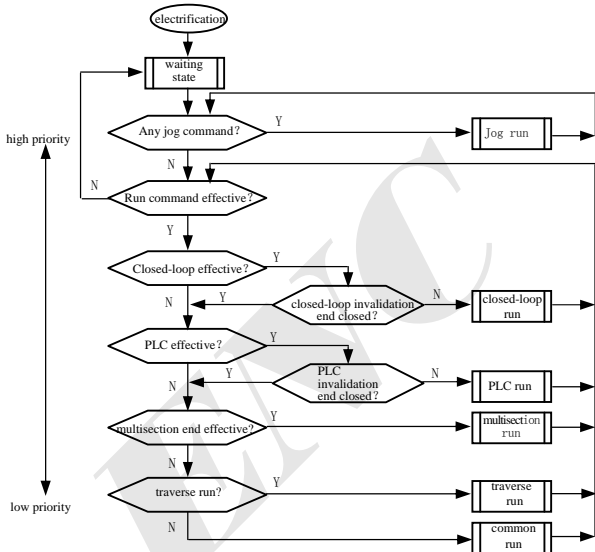 electrification
waiting
state
Any jog command?
Y
Jog run
high priority
N
N
Run command effective?
Y
Closed-loop effective?
Y
N
Y
closed-loop invalidation
end closed?
N
closed-loop
run
PLC effective?
Y
N
Y
PLC
invalidation
end closed?
N
PLC run
multisection end effective?
Y
multisection
run
N
traverse run?
Y
traverse
run
low priority
N
common
run
ENC